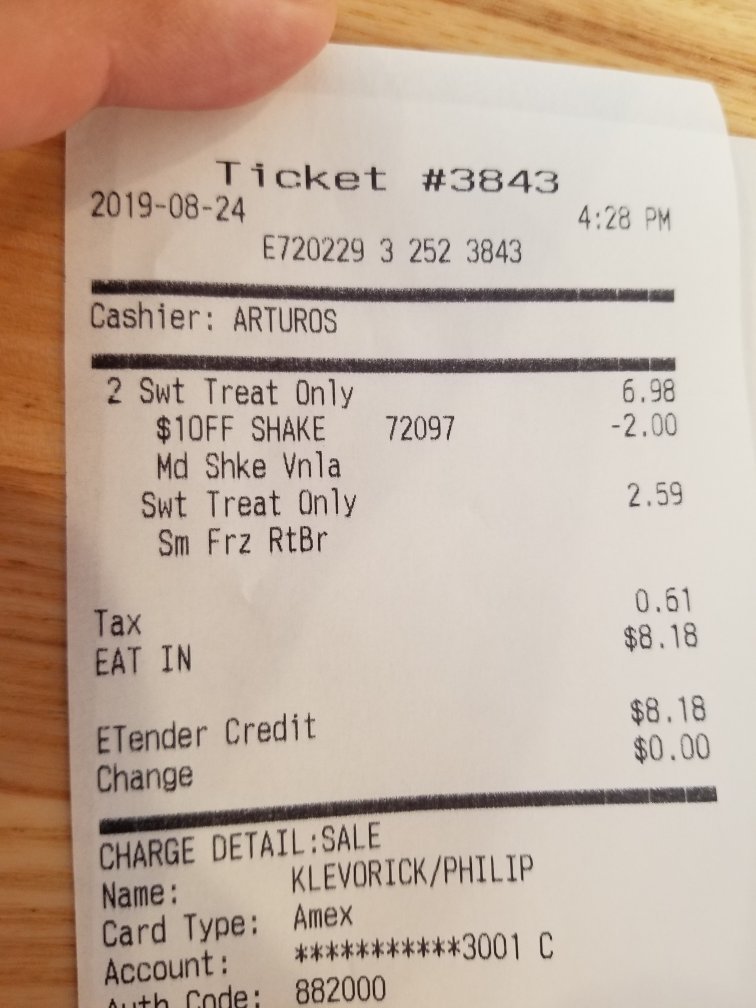 Ticket #3843
2019-08-24 4:28 PM
E720229 3 252 3843
Cashier: ARTUROS
2 Swt Treat Only 6.98
$1OFF SHAKE 72097 -2.00
Md Shke Vnla
Swt Treat Only 2.59
Sm Frz RtBr
Tax 0.61
EAT IN $8.18
ETender Credit $8.18
Change $0.00
CHARGE DETAIL:SALE
Name: KLEVORICK/PHILIP
Card Type: Amex
Account: ***********3001 C
Auth Code: 882000